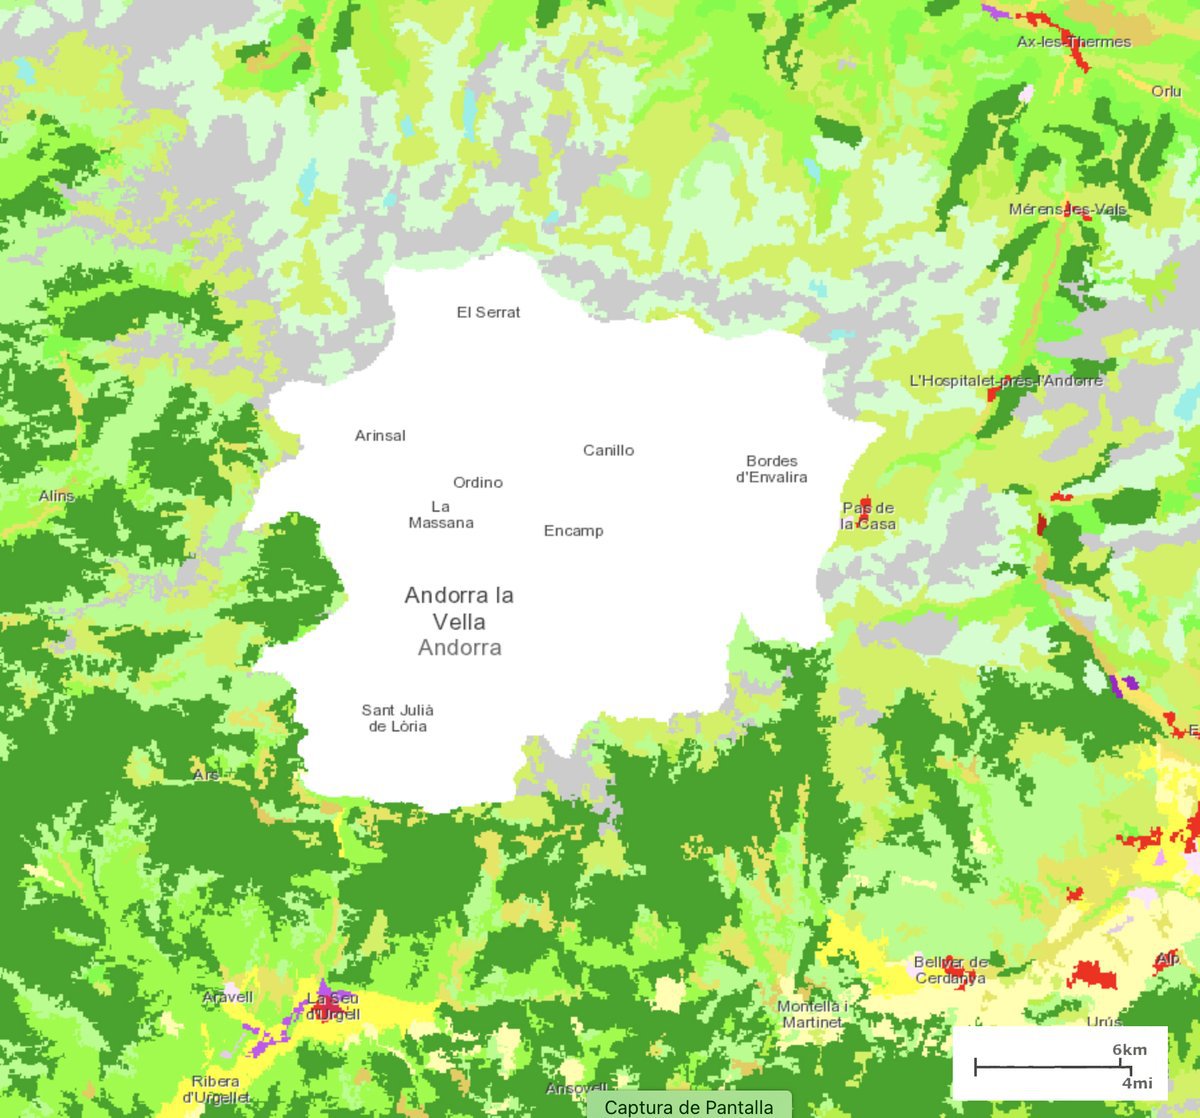 Ax-les-Thermes
Orlu
Mérens-les-Vals
El Serrat
L'Hospitalet-près-l'Andorre
Arinsal
Canillo
Bordes
d'Envalira
Ordino
Alins
La
Massana
Encamp
Pas de
la Casa
Andorra la
Vella
Andorra
Sant Julià
de Lòria
E
Ars
Bellver de
Cerdanya
Alp
Aravell
La Seu
d'Urgell
Montellà i
Martinet
Urús
6km
4mi
Ribera
d'Urgellet
Ansovell
Captura de Pantalla